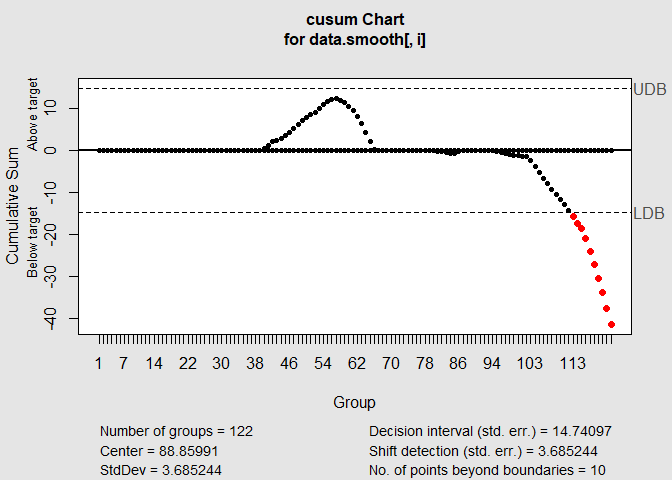 cusum Chart
for data.smooth[, i]
Cumulative Sum
Above target
Below target
10
0
-10
-20
-30
-40
UDB
LDB
1 7 14 22 30 38 46 54 62 70 78 86 94 103 113
Group
Number of groups = 122
Center = 88.85991
StdDev = 3.685244
Decision interval (std. err.) = 14.74097
Shift detection (std. err.) = 3.685244
No. of points beyond boundaries = 10